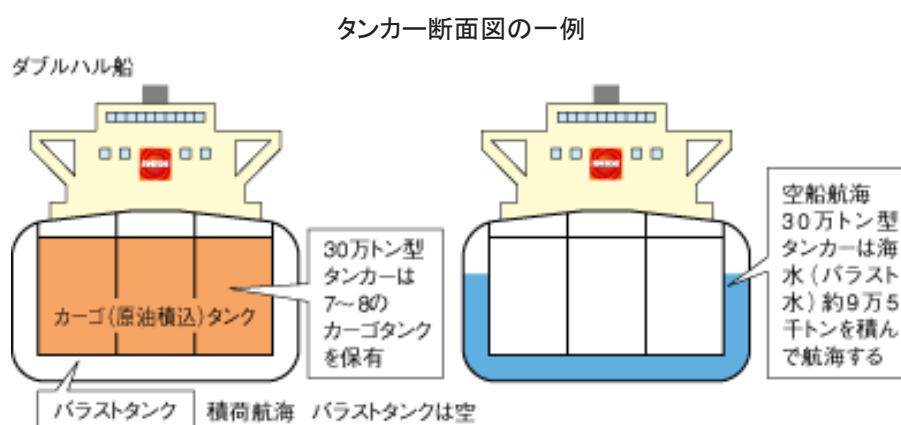 タンカー断面図の一例
ダブルハル船
カーゴ(原油積込)タンク
30万トン型
タンカーは
7〜8の
カーゴタンク
を保有
バラストタンク
積荷航海 バラストタンクは空
空船航海
30万トン型
タンカーは海
水(バラスト
水)約9万5
千トンを積ん
で航海する